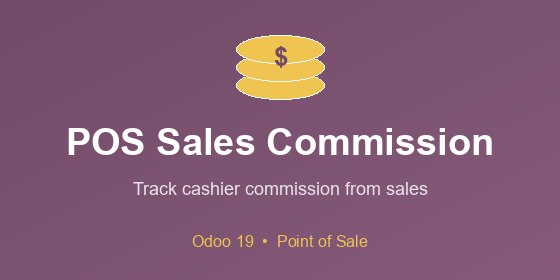 $
POS Sales Commission
Track cashier commission from sales
Odoo 19 • Point of Sale